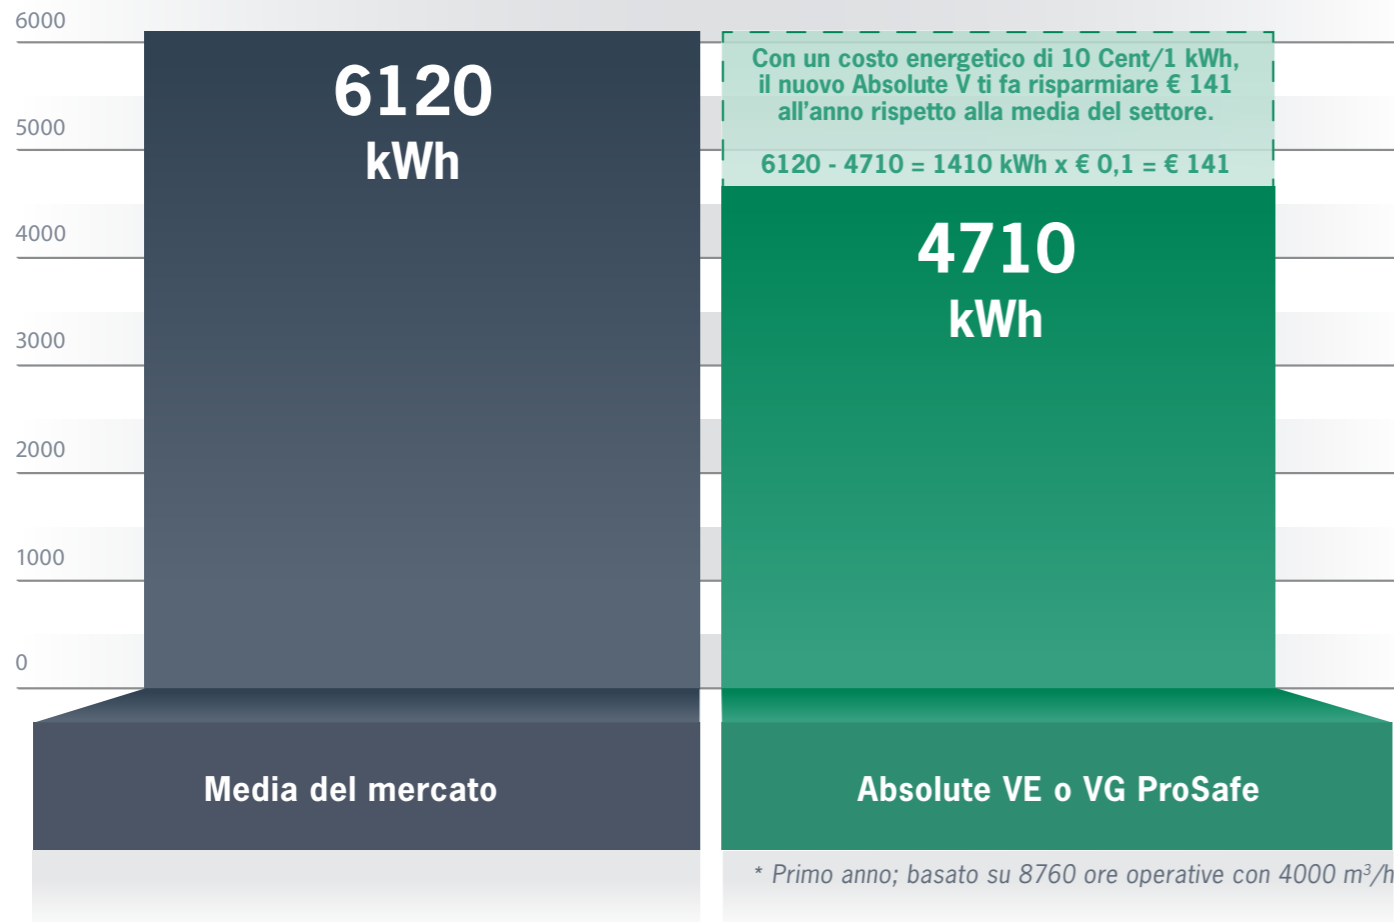 6000
5000
4000
3000
2000
1000
0
6120
kWh
Con un costo energetico di 10 Cent/1 kWh,
il nuovo Absolute V ti fa risparmiare € 141
all'anno rispetto alla media del settore.
6120 - 4710 = 1410 kWh x € 0,1 = € 141
4710
kWh
Media del mercato
Absolute VE o VG ProSafe
* Primo anno; basato su 8760 ore operative con 4000 m³/h